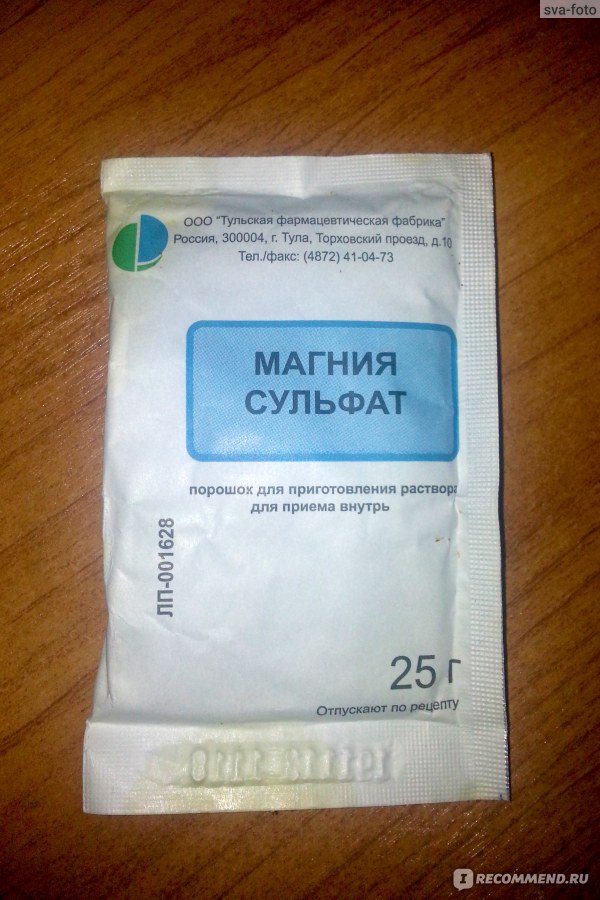 sva-foto
ООО "Тульская фармацевтическая фабрика"
Россия, 300004, г. Тула, Торховский проезд, д.10
Тел./факс: (4872) 41-04-73
МАГНИЯ
СУЛЬФАТ
порошок для приготовления раствора
для приема внутрь
ЛП-001628
25 г
Отпускают по рецепту
I RECOMMEND.RU